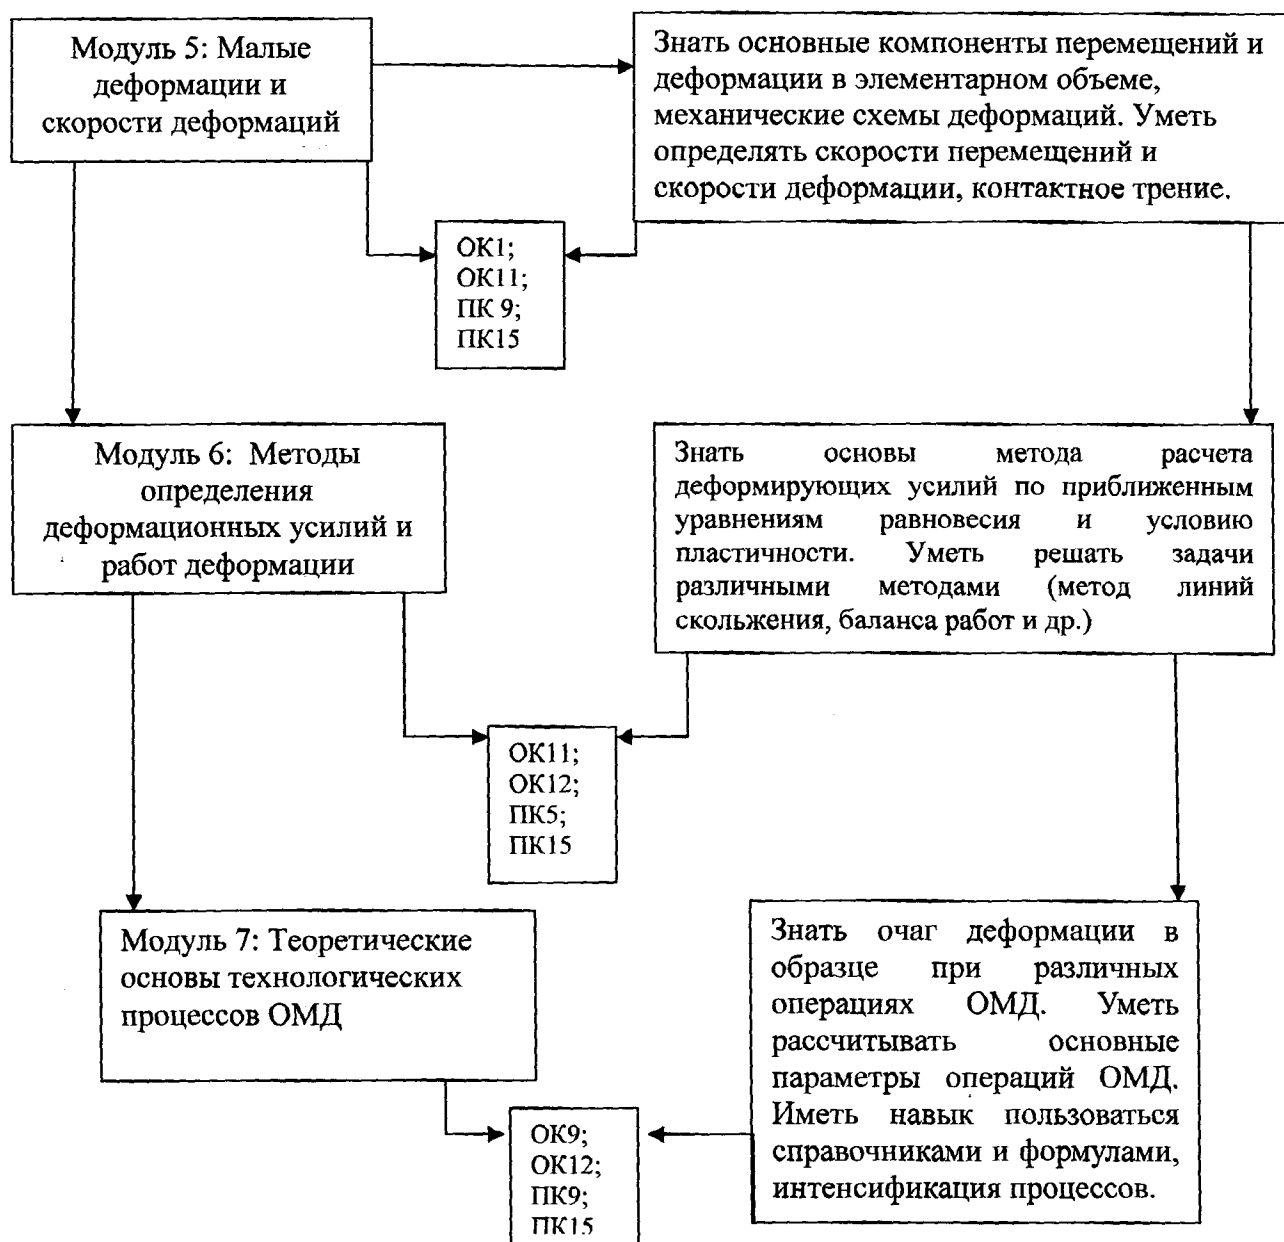 Модуль 5: Малые
деформации и
скорости деформаций
Знать основные компоненты перемещений и
деформации в элементарном объеме,
механические схемы деформаций. Уметь
определять скорости перемещений и
скорости деформации, контактное трение.
ОК1;
ОК11;
ПК 9;
ПК15
Модуль 6: Методы
определения
деформационных усилий и
работ деформации
Знать основы метода расчета
деформирующих усилий по приближенным
уравнениям равновесия и условию
пластичности. Уметь решать задачи
различными методами (метод линий
скольжения, баланса работ и др.)
ОК11;
ОК12;
ПК5;
ПК15
Модуль 7: Теоретические
основы технологических
процессов ОМД
Знать очаг деформации в
образце при различных
операциях ОМД. Уметь
рассчитывать основные
параметры операций ОМД.
Иметь навык пользоваться
справочниками и формулами,
интенсификация процессов.
ОК9;
ОК12;
ПК9;
ПК15